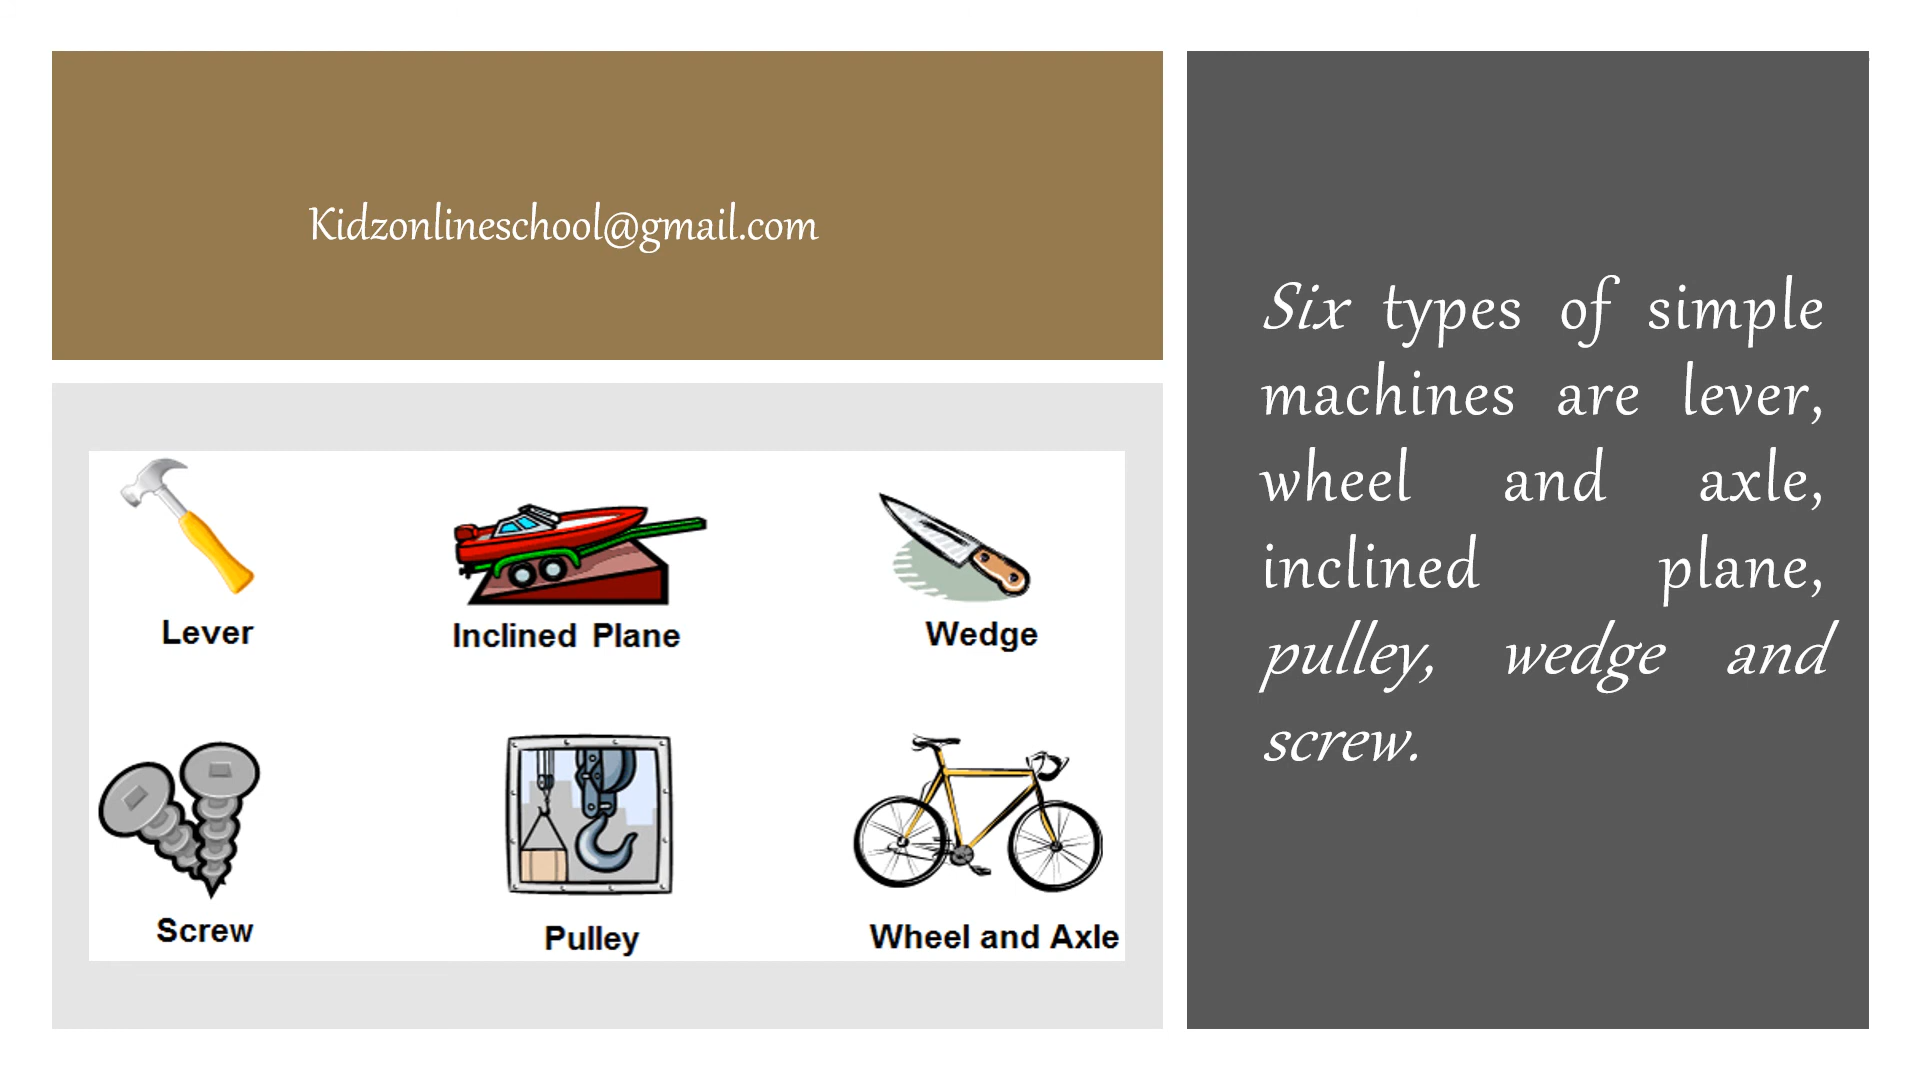 Kidzonlineschool@gmail.com
Six types of simple
machines are lever,
wheel and axle,
inclined plane,
pulley, wedge and
screw.
Lever
Inclined Plane
Wedge
Screw
Pulley
Wheel and Axle